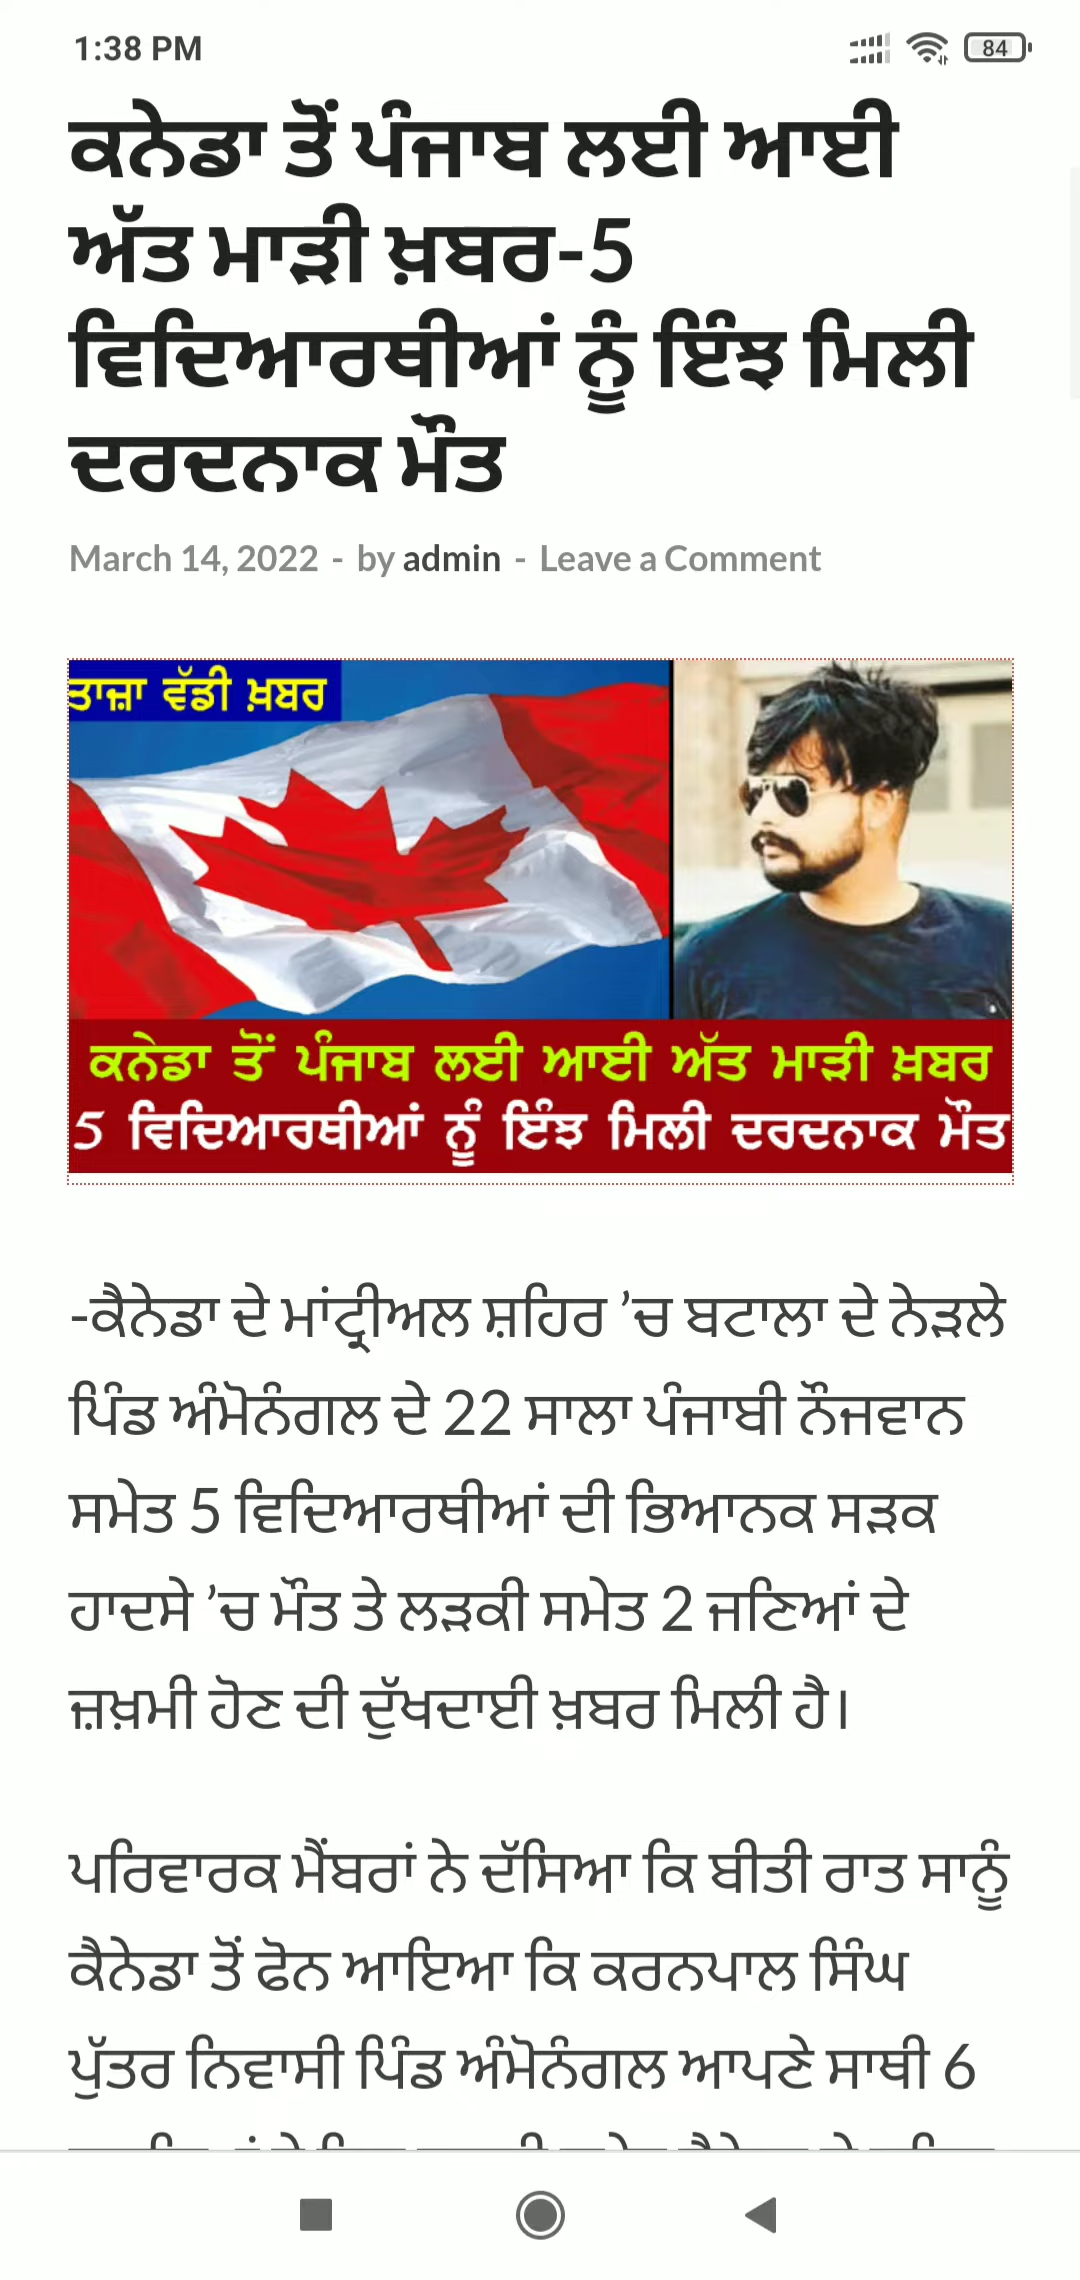 1:38 PM
84
ਕਨੇਡਾ ਤੋਂ ਪੰਜਾਬ ਲਈ ਆਈ
ਅੱਤ ਮਾੜੀ ਖ਼ਬਰ-5
ਵਿਦਿਆਰਥੀਆਂ ਨੂੰ ਇੰਝ ਮਿਲੀ
ਦਰਦਨਾਕ ਮੌਤ
March 14, 2022 - by admin - Leave a Comment
ਤਾਜ਼ਾ ਵੱਡੀ ਖ਼ਬਰ
ਕਨੇਡਾ ਤੋਂ ਪੰਜਾਬ ਲਈ ਆਈ ਅੱਤ ਮਾੜੀ ਖ਼ਬਰ
5 ਵਿਦਿਆਰਥੀਆਂ ਨੂੰ ਇੰਝ ਮਿਲੀ ਦਰਦਨਾਕ ਮੌਤ
-ਕੈਨੇਡਾ ਦੇ ਮਾਂਟ੍ਰੀਅਲ ਸ਼ਹਿਰ ’ਚ ਬਟਾਲਾ ਦੇ ਨੇੜਲੇ
ਪਿੰਡ ਅੰਮੋਨੰਗਲ ਦੇ 22 ਸਾਲਾ ਪੰਜਾਬੀ ਨੌਜਵਾਨ
ਸਮੇਤ 5 ਵਿਦਿਆਰਥੀਆਂ ਦੀ ਭਿਆਨਕ ਸੜਕ
ਹਾਦਸੇ ’ਚ ਮੌਤ ਤੇ ਲੜਕੀ ਸਮੇਤ 2 ਜਣਿਆਂ ਦੇ
ਜ਼ਖ਼ਮੀ ਹੋਣ ਦੀ ਦੁੱਖਦਾਈ ਖ਼ਬਰ ਮਿਲੀ ਹੈ।
ਪਰਿਵਾਰਕ ਮੈਂਬਰਾਂ ਨੇ ਦੱਸਿਆ ਕਿ ਬੀਤੀ ਰਾਤ ਸਾਨੂੰ
ਕੈਨੇਡਾ ਤੋਂ ਫੋਨ ਆਇਆ ਕਿ ਕਰਨਪਾਲ ਸਿੰਘ
ਪੁੱਤਰ ਨਿਵਾਸੀ ਪਿੰਡ ਅੰਮੋਨੰਗਲ ਆਪਣੇ ਸਾਥੀ 6